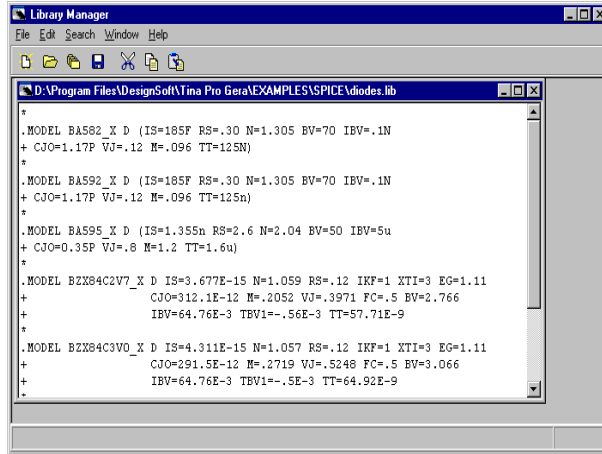 Library Manager
File Edit Search Window Help
D:\Program Files\DesignSoft\Tina Pro Gera\EXAMPLES\SPICE\diodes.lib
*
.MODEL BA582_X D (IS=185F RS=.30 N=1.305 BV=70 IBV=.1N
+ CJO=1.17P VJ=.12 M=.096 TT=125N)
*
.MODEL BA592_X D (IS=185F RS=.30 N=1.305 BV=70 IBV=.1N
+ CJO=1.17P VJ=.12 M=.096 TT=125n)
*
.MODEL BA595_X D (IS=1.355n RS=2.6 N=2.04 BV=50 IBV=5u
+ CJO=0.35P VJ=.8 M=1.2 TT=1.6u)
*
.MODEL BZX84C2V7_X D IS=3.677E-15 N=1.059 RS=.12 IKF=1 XTI=3 EG=1.11
+ CJO=312.1E-12 M=.2052 VJ=.3971 FC=.5 BV=2.766
+ IBV=64.76E-3 TBV1=-.56E-3 TT=57.71E-9
*
.MODEL BZX84C3V0_X D IS=4.311E-15 N=1.057 RS=.12 IKF=1 XTI=3 EG=1.11
+ CJO=291.5E-12 M=.2719 VJ=.5248 FC=.5 BV=3.066
+ IBV=64.76E-3 TBV1=-.5E-3 TT=64.92E-9
*